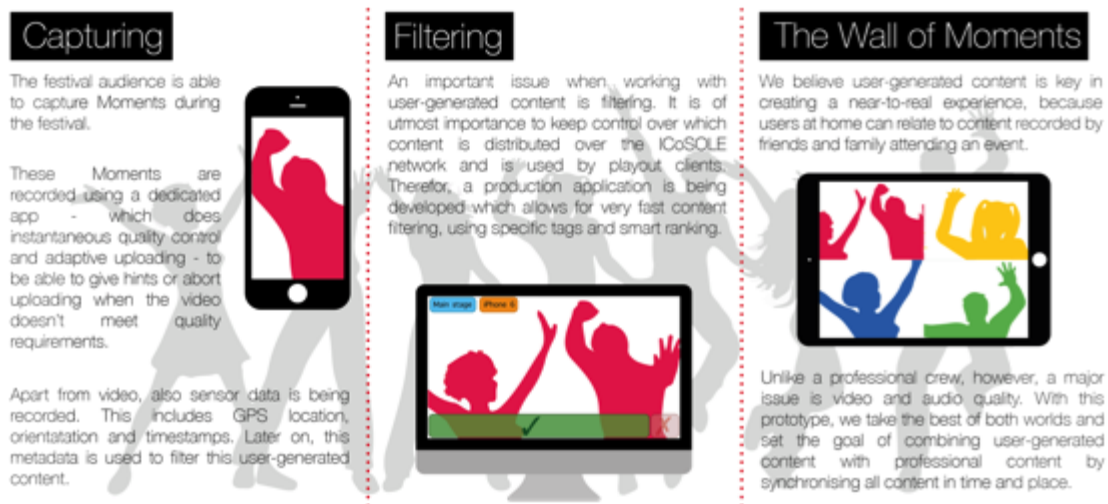 Capturing
The festival audience is able
to capture Moments during
the festival.
These Moments are
recorded using a dedicated
app - which does
instantaneous quality control
and adaptive uploading - to
be able to give hints or abort
uploading when the video
doesn't meet quality
requirements.
Apart from video, also sensor data is being
recorded. This includes GPS location,
orientatation and timestamps. Later on, this
metadata is used to filter this user-generated
content.
Filtering
An important issue when working with
user-generated content is filtering. It is of
utmost importance to keep control over which
content is distributed over the ICoSOLE
network and is used by playout clients.
Therefor, a production application is being
developed which allows for very fast content
filtering, using specific tags and smart ranking.
Main stage iPhone 6
The Wall of Moments
We believe user-generated content is key in
creating a near-to-real experience, because
users at home can relate to content recorded by
friends and family attending an event.
Unlike a professional crew, however, a major
issue is video and audio quality. With this
prototype, we take the best of both worlds and
set the goal of combining user-generated
content with professional content by
synchronising all content in time and place.